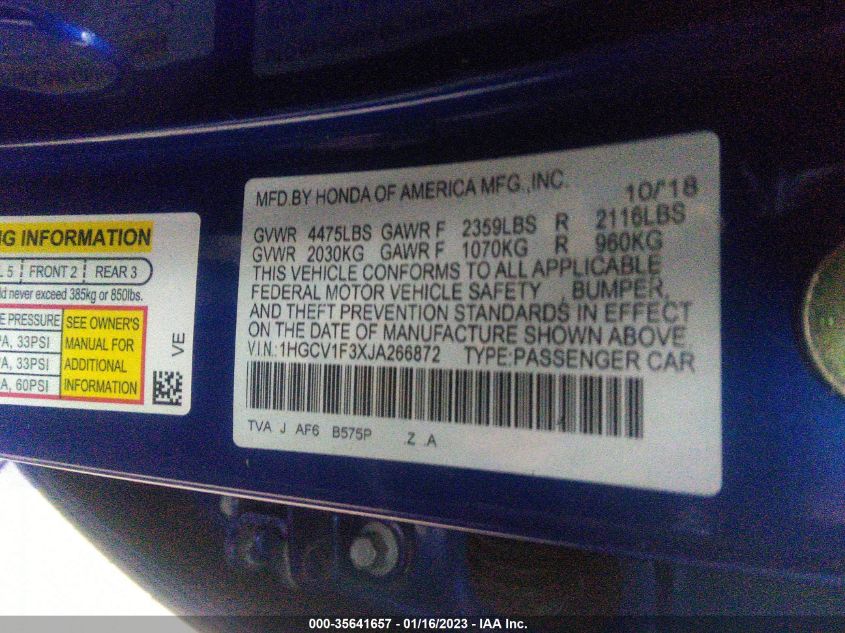 NG INFORMATION
L 5 FRONT 2 REAR 3
ld never exceed 385kg or 850lbs.
E PRESSURE
A, 33PSI
A, 33PSI
A, 60PSI
SEE OWNER'S
MANUAL FOR
ADDITIONAL
INFORMATION
VE
MFD.BY HONDA OF AMERICA MFG.,INC. 10/'18
GVWR 4475LBS GAWR F 2359LBS R 2116LBS
GVWR 2030KG GAWR F 1070KG R 960KG
THIS VEHICLE CONFORMS TO ALL APPLICABLE
FEDERAL MOTOR VEHICLE SAFETY , BUMPER,
AND THEFT PREVENTION STANDARDS IN EFFECT
ON THE DATE OF MANUFACTURE SHOWN ABOVE.
V.I.N.:1HGCV1F3XJA266872 TYPE:PASSENGER CAR
TVA J AF6 B575P Z .A
000-35641657 - 01/16/2023 - IAA Inc.